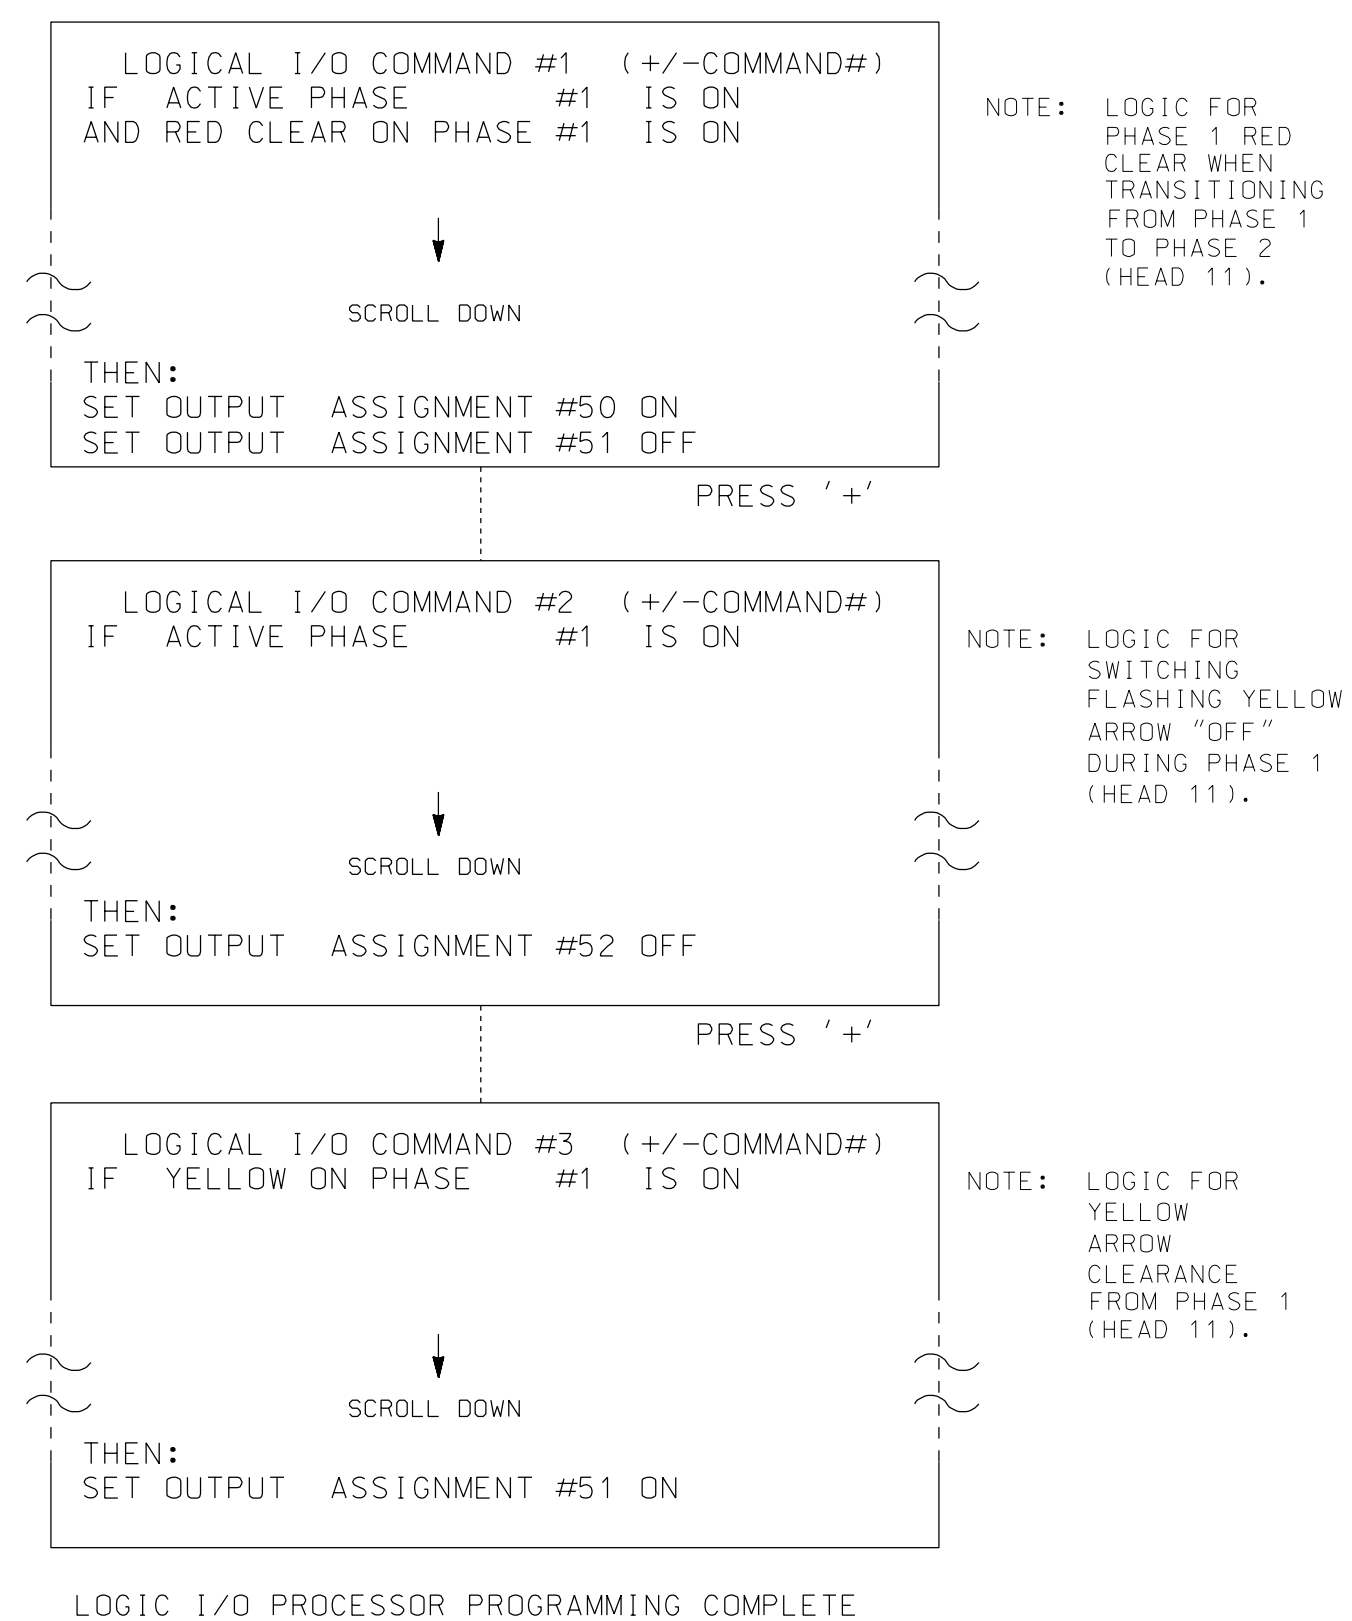 LOGICAL I/O COMMAND #1 (+/-COMMAND#)
IF ACTIVE PHASE #1 IS ON
AND RED CLEAR ON PHASE #1 IS ON
SCROLL DOWN
THEN:
SET OUTPUT ASSIGNMENT #50 ON
SET OUTPUT ASSIGNMENT #51 OFF
NOTE: LOGIC FOR
PHASE 1 RED
CLEAR WHEN
TRANSITIONING
FROM PHASE 1
TO PHASE 2
(HEAD 11).
PRESS '+'
LOGICAL I/O COMMAND #2 (+/-COMMAND#)
IF ACTIVE PHASE #1 IS ON
SCROLL DOWN
THEN:
SET OUTPUT ASSIGNMENT #52 OFF
NOTE: LOGIC FOR
SWITCHING
FLASHING YELLOW
ARROW "OFF"
DURING PHASE 1
(HEAD 11).
PRESS '+'
LOGICAL I/O COMMAND #3 (+/-COMMAND#)
IF YELLOW ON PHASE #1 IS ON
SCROLL DOWN
THEN:
SET OUTPUT ASSIGNMENT #51 ON
NOTE: LOGIC FOR
YELLOW
ARROW
CLEARANCE
FROM PHASE 1
(HEAD 11).
LOGIC I/O PROCESSOR PROGRAMMING COMPLETE